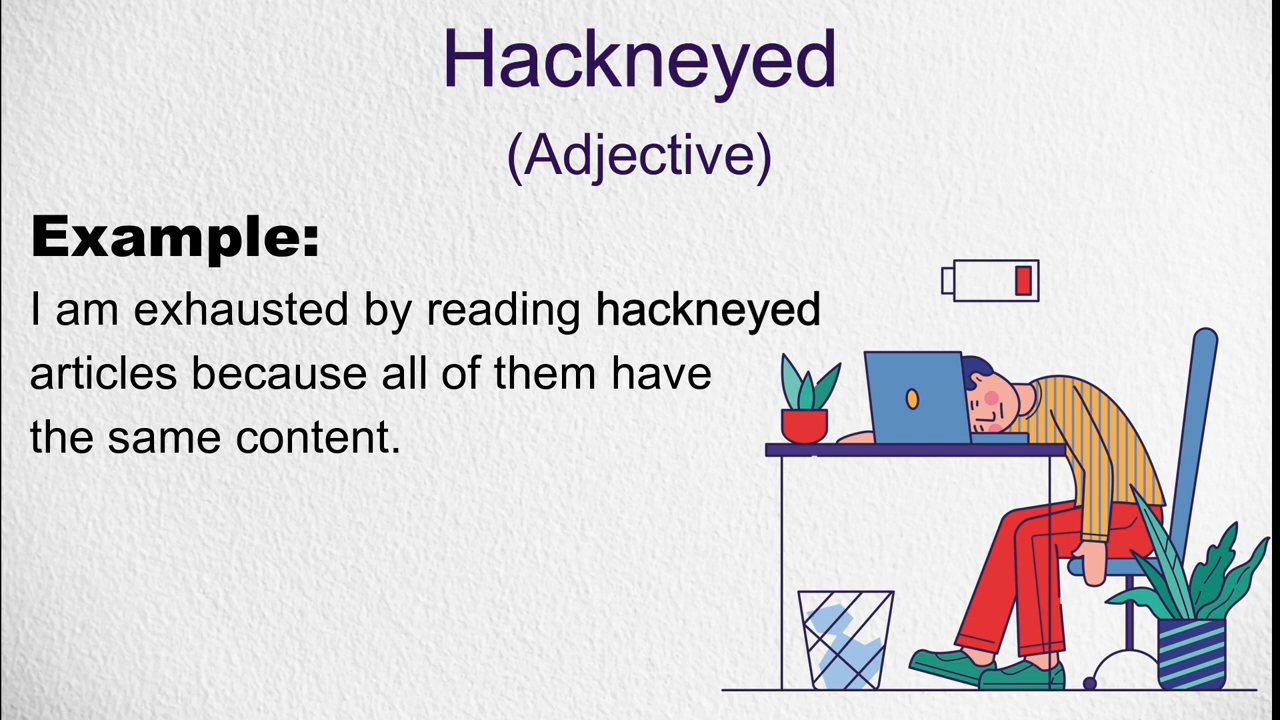 Hackneyed
(Adjective)
Example:
I am exhausted by reading hackneyed
articles because all of them have
the same content.